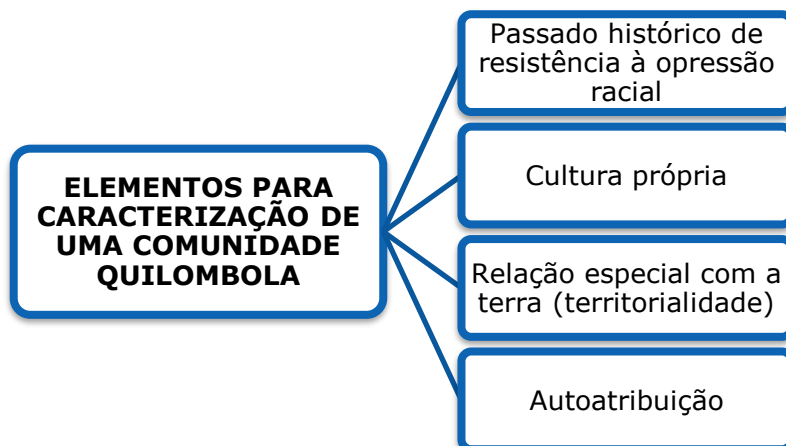 ELEMENTOS PARA
CARACTERIZAÇÃO DE
UMA COMUNIDADE
QUILOMBOLA
Passado histórico de
resistência à opressão
racial
Cultura própria
Relação especial com a
terra (territorialidade)
Autoatribuição